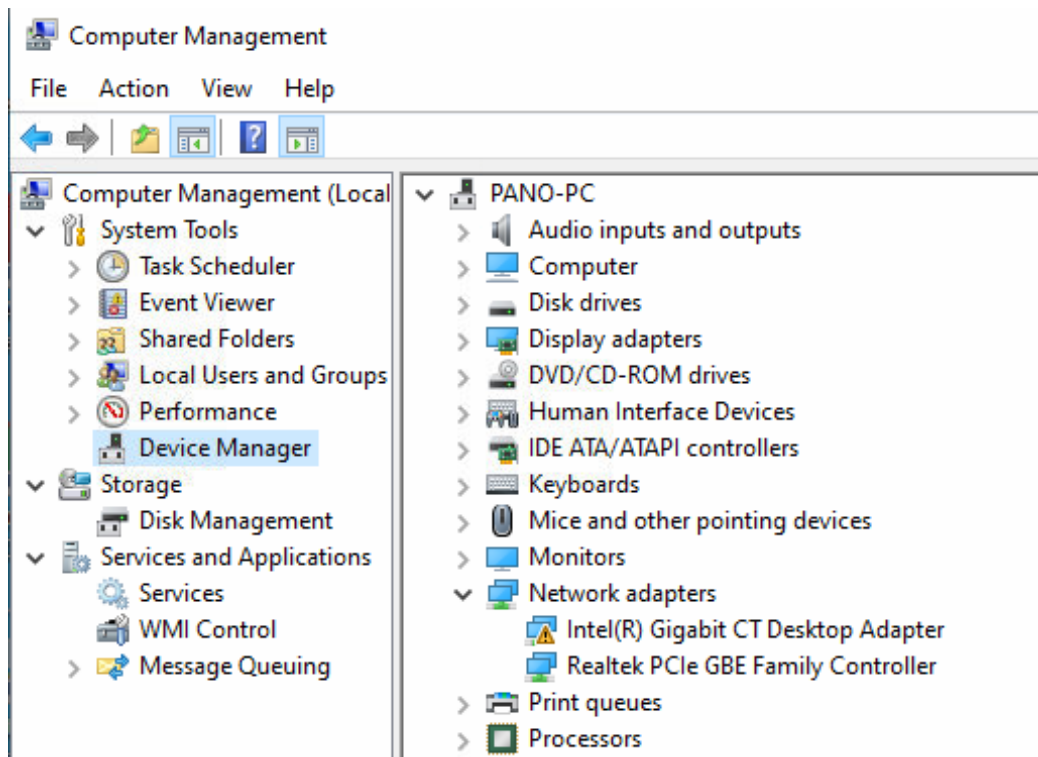 Computer Management
File Action View Help
Computer Management (Local
System Tools
Task Scheduler
Event Viewer
Shared Folders
Local Users and Groups
Performance
Device Manager
Storage
Disk Management
Services and Applications
Services
WMI Control
Message Queuing
PANO-PC
Audio inputs and outputs
Computer
Disk drives
Display adapters
DVD/CD-ROM drives
Human Interface Devices
IDE ATA/ATAPI controllers
Keyboards
Mice and other pointing devices
Monitors
Network adapters
Intel(R) Gigabit CT Desktop Adapter
Realtek PCIe GBE Family Controller
Print queues
Processors